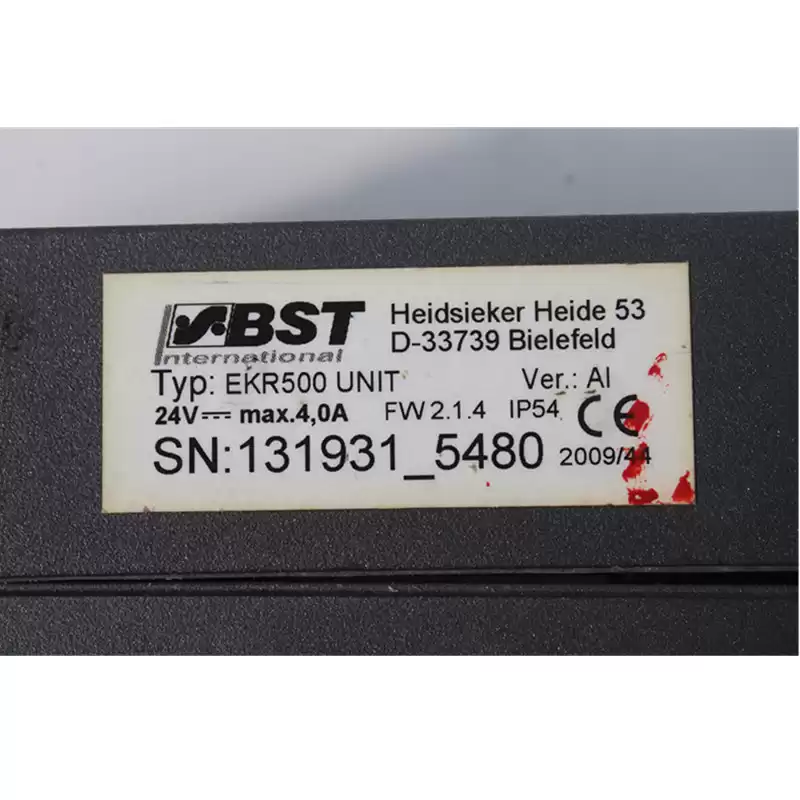 BST
International
Heidsieker Heide 53
D-33739 Bielefeld
Typ: EKR500 UNIT Ver.: AI
24V⎓ max.4,0A FW 2.1.4 IP54 CE
SN:131931_5480 2009/44